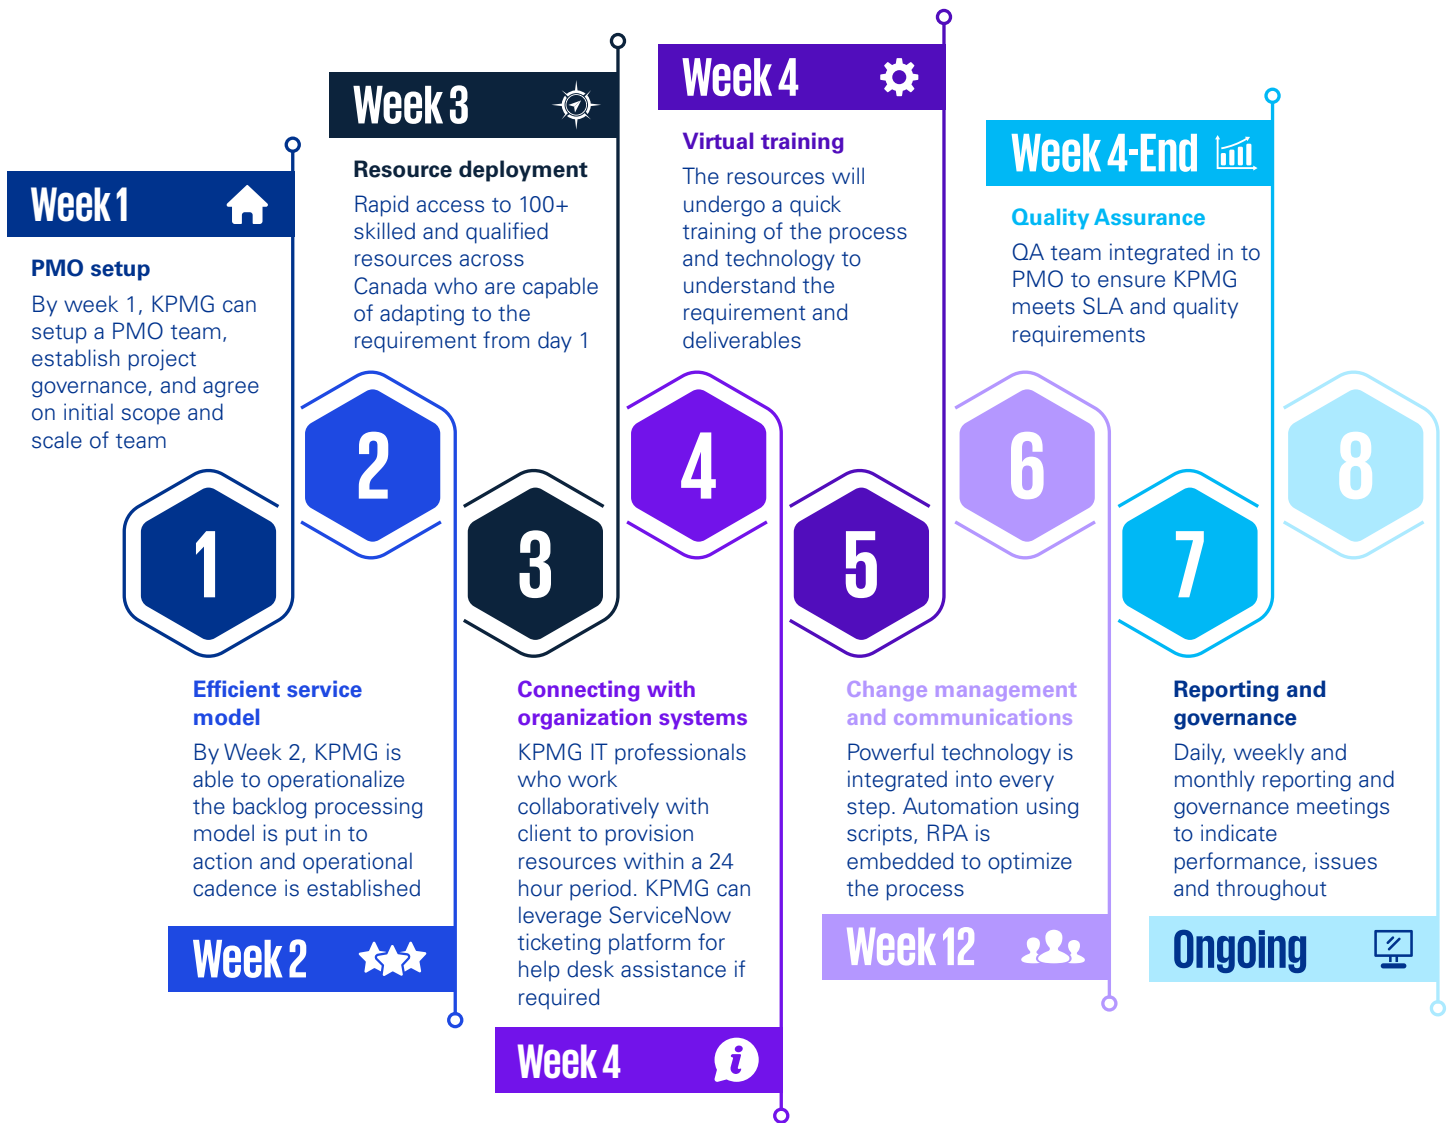 Week 1
PMO setup
By week 1, KPMG can
setup a PMO team,
establish project
governance, and agree
on initial scope and
scale of team
1
2
Efficient service
model
By Week 2, KPMG is
able to operationalize
the backlog processing
model is put in to
action and operational
cadence is established
Week 2
Week 3
Resource deployment
Rapid access to 100+
skilled and qualified
resources across
Canada who are capable
of adapting to the
requirement from day 1
3
4
Connecting with
organization systems
KPMG IT professionals
who work
collaboratively with
client to provision
resources within a 24
hour period. KPMG can
leverage ServiceNow
ticketing platform for
help desk assistance if
required
Week 4
Week 4
Virtual training
The resources will
undergo a quick
training of the process
and technology to
understand the
requirement and
deliverables
5
6
Change management
and communications
Powerful technology is
integrated into every
step. Automation using
scripts, RPA is
embedded to optimize
the process
Week 12
Week 4-End
Quality Assurance
QA team integrated in to
PMO to ensure KPMG
meets SLA and quality
requirements
7
8
Reporting and
governance
Daily, weekly and
monthly reporting and
governance meetings
to indicate
performance, issues
and throughout
Ongoing